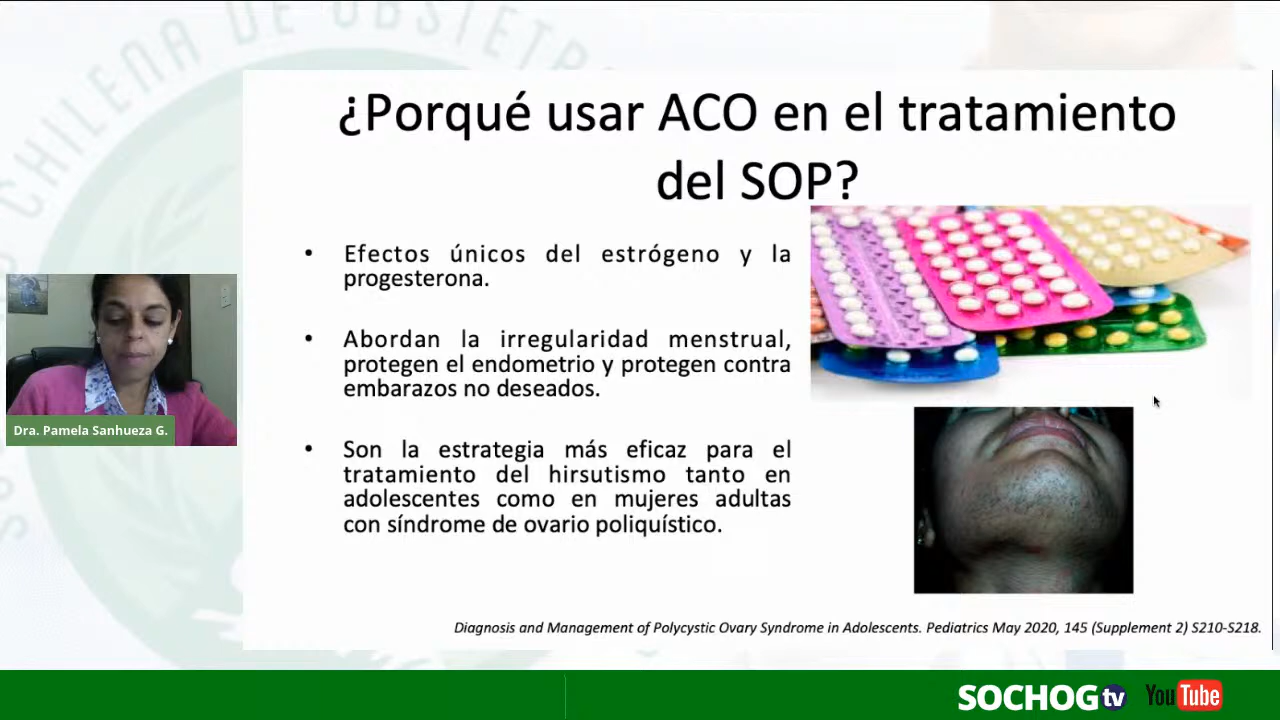 CHILENA DE OBSTETR
¿Porqué usar ACO en el tratamiento
del SOP?
• Efectos únicos del estrógeno y la
progesterona.
• Abordan la irregularidad menstrual,
protegen el endometrio y protegen contra
embarazos no deseados.
• Son la estrategia más eficaz para el
tratamiento del hirsutismo tanto en
adolescentes como en mujeres adultas
con síndrome de ovario poliquístico.
Dra. Pamela Sanhueza G.
Diagnosis and Management of Polycystic Ovary Syndrome in Adolescents. Pediatrics May 2020, 145 (Supplement 2) S210-S218.
SOCHOG tv YouTube